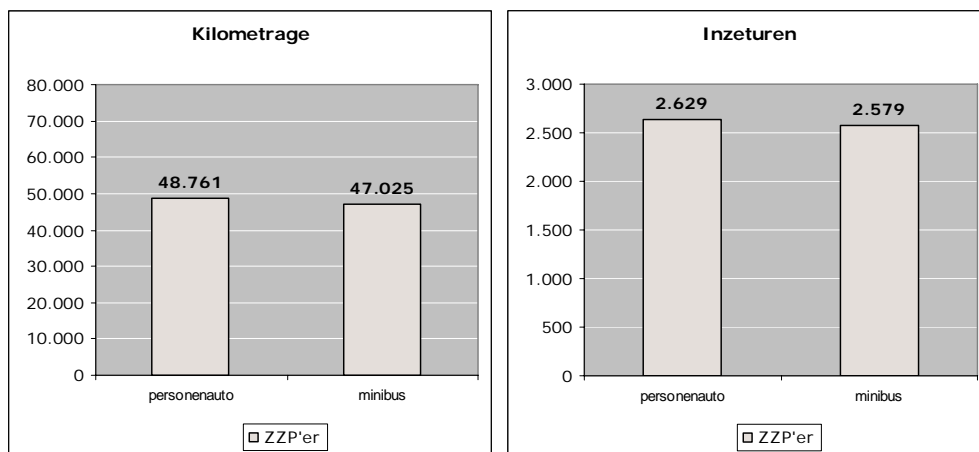 Kilometrage
80.000
70.000
60.000
50.000
40.000
30.000
20.000
10.000
0
48.761
47.025
personenauto
minibus
ZZP'er
Inzeturen
3.000
2.500
2.000
1.500
1.000
500
0
2.629
2.579
personenauto
minibus
ZZP'er